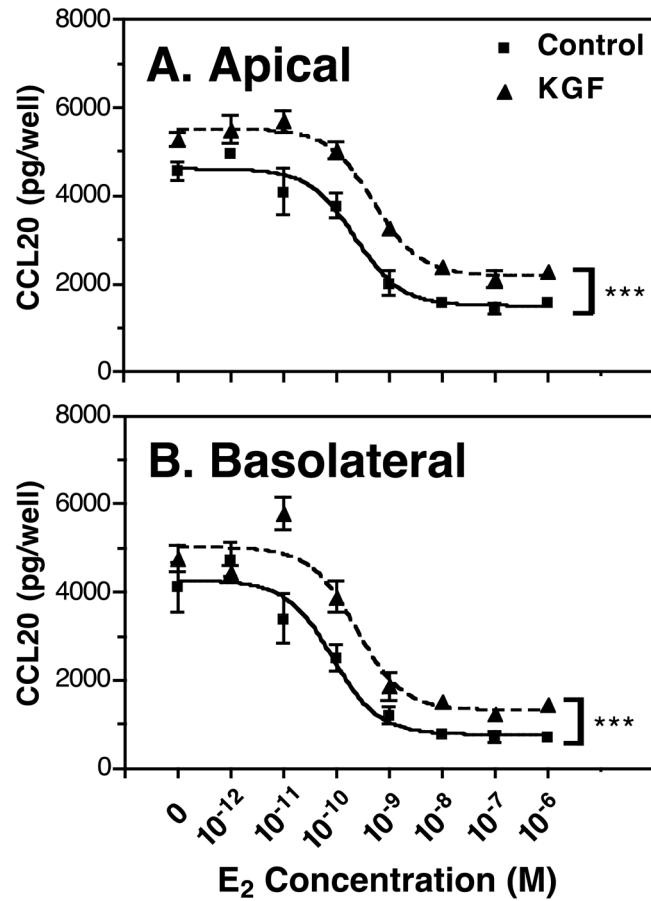 8000
A. Apical
Control
KGF
6000
4000
2000
0
CCL20 (pg/well)
***
8000
B. Basolateral
6000
4000
2000
0
CCL20 (pg/well)
***
0 10⁻¹² 10⁻¹¹ 10⁻¹⁰ 10⁻⁹ 10⁻⁸ 10⁻⁷ 10⁻⁶
E₂ Concentration (M)